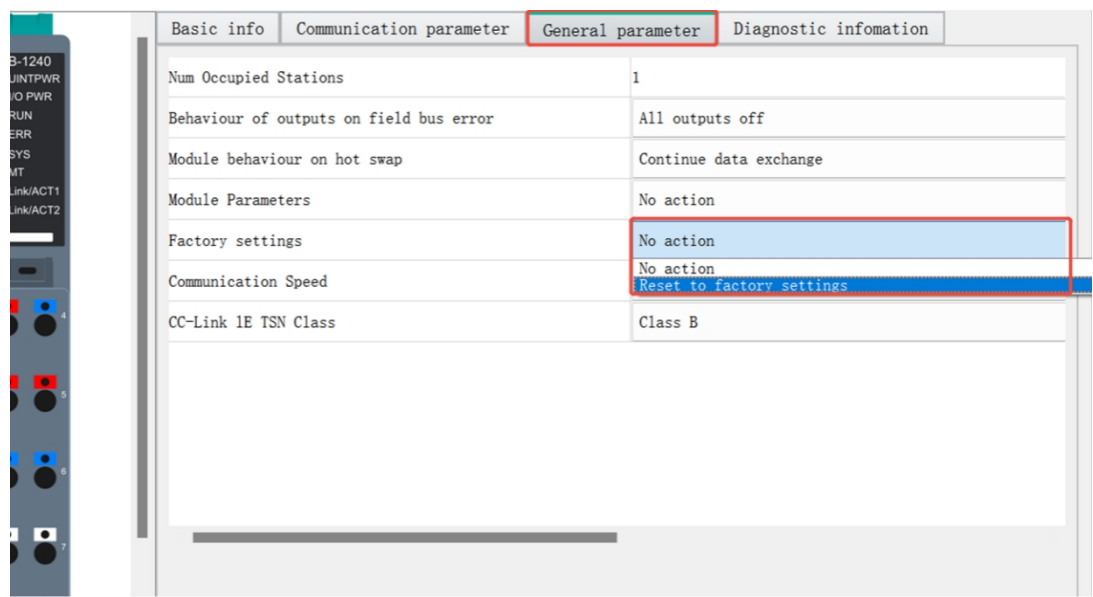 Basic info
Communication parameter
General parameter
Diagnostic infomation
B-1240
UINTPWR
I/O PWR
RUN
ERR
SYS
MT
Link/ACT1
Link/ACT2
4
5
6
7
Num Occupied Stations 1
Behaviour of outputs on field bus error All outputs off
Module behaviour on hot swap Continue data exchange
Module Parameters No action
Factory settings No action
No action
Reset to factory settings
Communication Speed
CC-Link lE TSN Class Class B